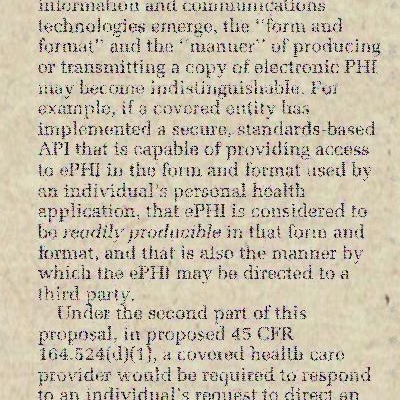 information and communications
technologies emerge, the "form and
format" and the "manner" of producing
or transmitting a copy of electronic PHI
may become indistinguishable. For
example, if a covered entity has
implemented a secure, standards-based
API that is capable of providing access
to ePHI in the form and format used by
an individual's personal health
application, that ePHI is considered to
be readily producible in that form and
format, and that is also the manner by
which the ePHI may be directed to a
third party.
Under the second part of this
proposal, in proposed 45 CFR
164.524(d)(1), a covered health care
provider would be required to respond
to an individual's request to direct an